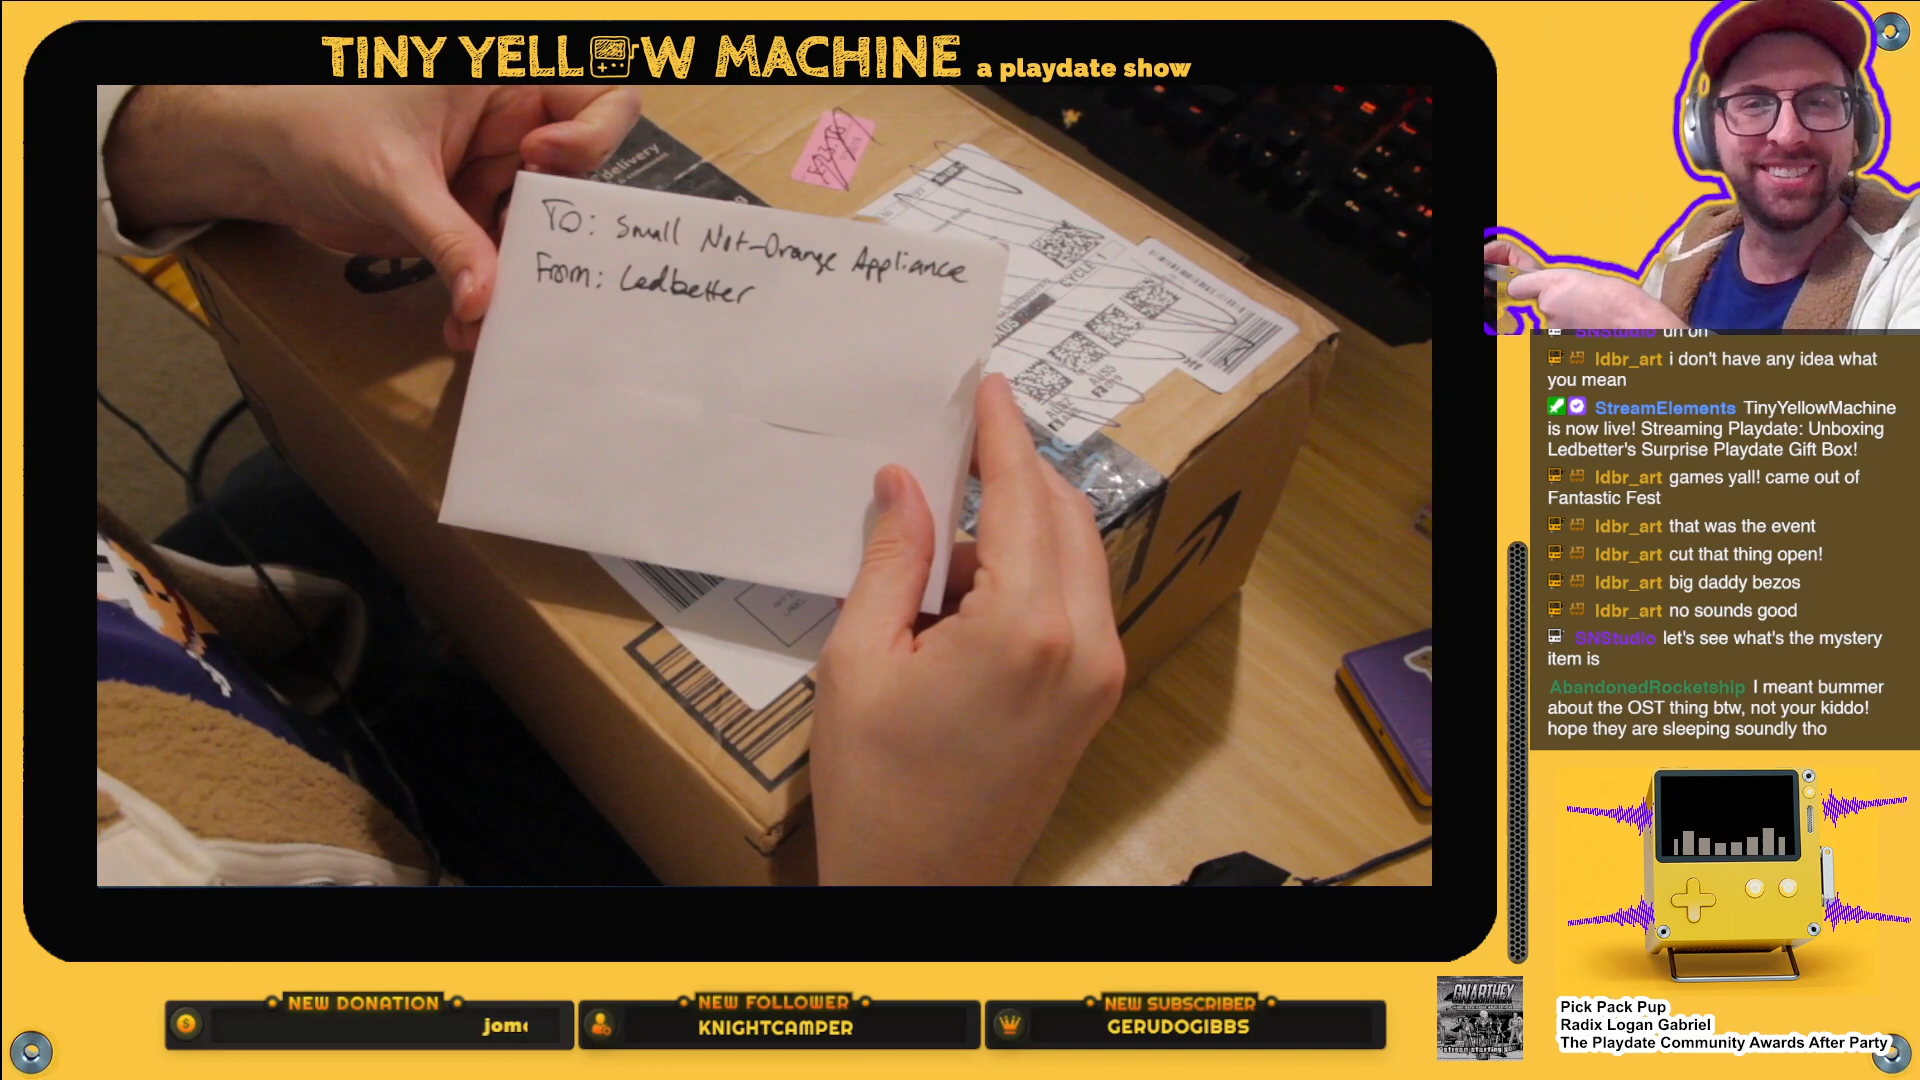 TINY YELLOW MACHINE a playdate show
delivery
To: Small Not-Orange Appliance
From: Ledbetter
CYCLE 1
SNStudio uh oh
ldbr_art i don't have any idea what
you mean
StreamElements TinyYellowMachine
is now live! Streaming Playdate: Unboxing
Ledbetter's Surprise Playdate Gift Box!
ldbr_art games yall! came out of
Fantastic Fest
ldbr_art that was the event
ldbr_art cut that thing open!
ldbr_art big daddy bezos
ldbr_art no sounds good
SNStudio let's see what's the mystery
item is
AbandonedRocketship I meant bummer
about the OST thing btw, not your kiddo!
hope they are sleeping soundly tho
NEW DONATION
jom
NEW FOLLOWER
KNIGHTCAMPER
NEW SUBSCRIBER
GERUDOGIBBS
Pick Pack Pup
Radix Logan Gabriel
The Playdate Community Awards After Party